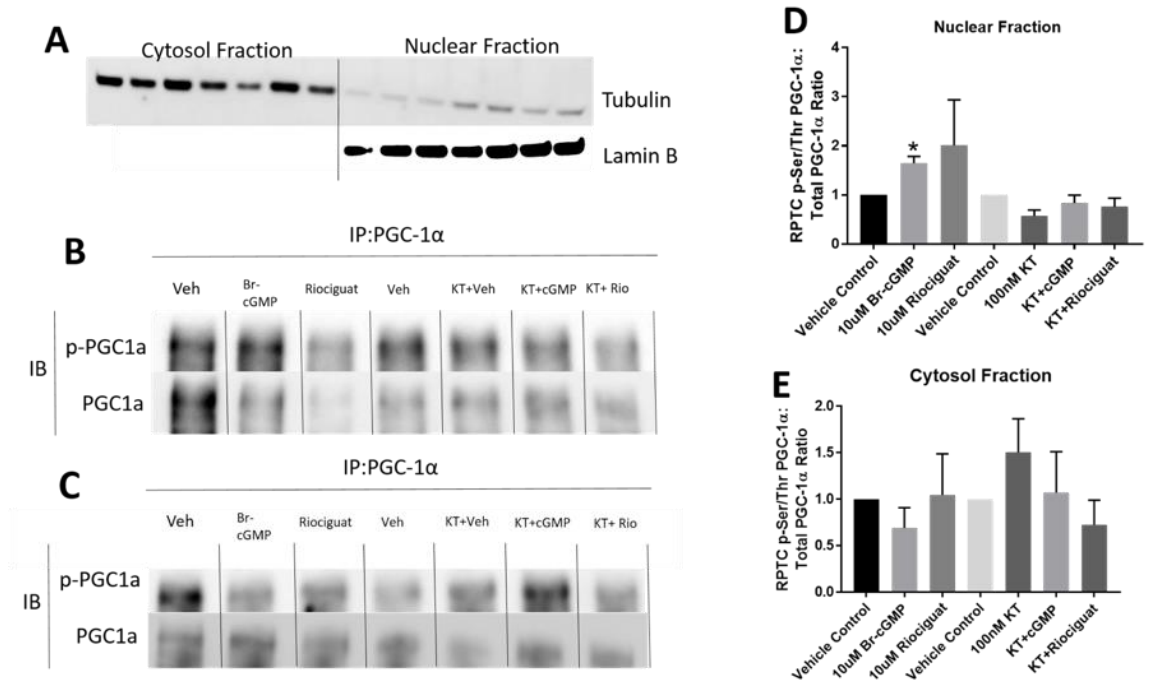 A
Cytosol Fraction
Nuclear Fraction
Tubulin
Lamin B
B
IP:PGC-1α
Veh
Br-
cGMP
Riociguat
Veh
KT+Veh
KT+cGMP
KT+ Rio
IB
p-PGC1a
PGC1a
C
IP:PGC-1α
Veh
Br-
cGMP
Riociguat
Veh
KT+Veh
KT+cGMP
KT+ Rio
IB
p-PGC1a
PGC1a
D
Nuclear Fraction
RPTC p-Ser/Thr PGC-1α:
Total PGC-1α Ratio
4
3
2
1
0
*
Vehicle Control
10uM Br-cGMP
10uM Riociguat
Vehicle Control
100nM KT
KT+cGMP
KT+Riociguat
E
Cytosol Fraction
RPTC p-Ser/Thr PGC-1α:
Total PGC-1α Ratio
2.0
1.5
1.0
0.5
0.0
Vehicle Control
10uM Br-cGMP
10uM Riociguat
Vehicle Control
100nM KT
KT+cGMP
KT+Riociguat